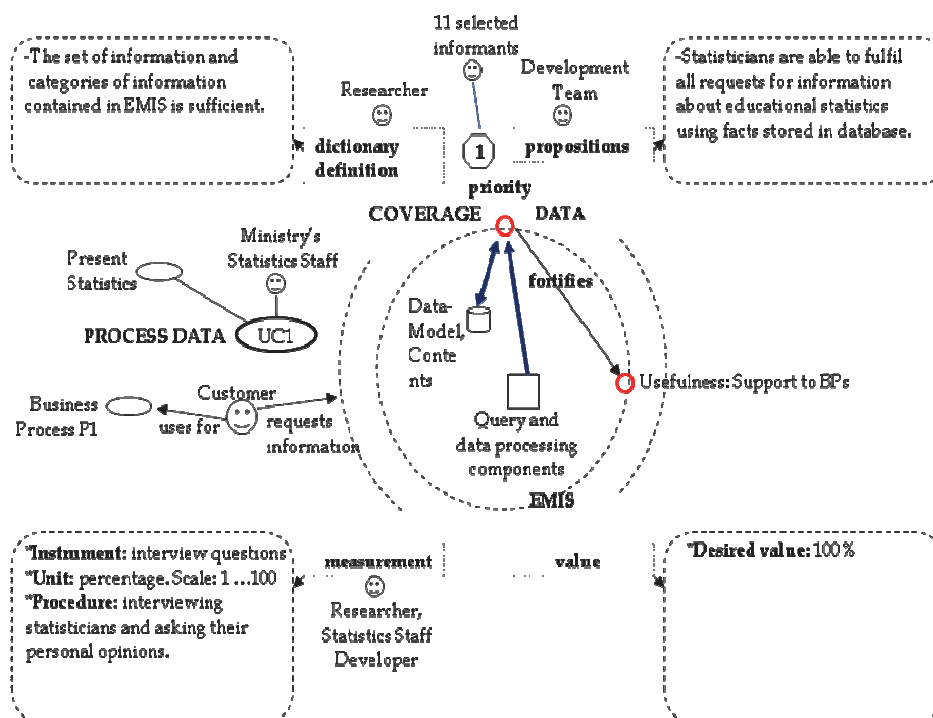 11 selected
informants
-The set of information and
categories of information
contained in EMIS is sufficient.
Researcher
Development
Team
-Statisticians are able to fulfil
all requests for information
about educational statistics
using facts stored in database.
dictionary
definition
1
propositions
priority
COVERAGE DATA
Ministry's
Statistics Staff
Present
Statistics
PROCESS DATA
UC1
fortifies
Data-
Model,
Conte
nts
Usefulness: Support to BPs
Customer
Business
Process P1
uses for
requests
information
Query and
data processing
components
EMIS
*Instrument: interview questions
*Unit: percentage. Scale: 1 ...100
*Procedure: interviewing
statisticians and asking their
personal opinions.
measurement
Researcher,
Statistics Staff
Developer
value
*Desired value: 100%